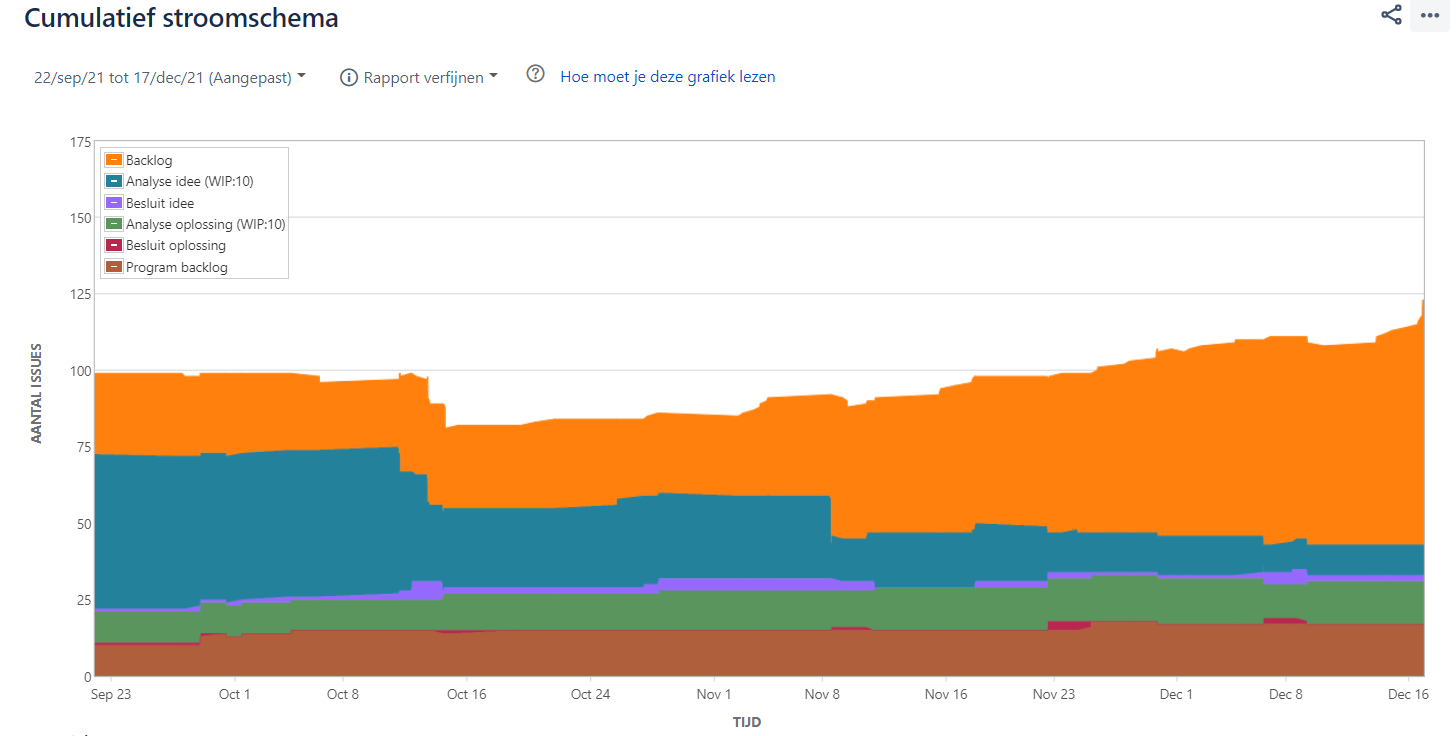 Cumulatief stroomschema
22/sep/21 tot 17/dec/21 (Aangepast)
Rapport verfijnen
Hoe moet je deze grafiek lezen
175
150
125
100
75
50
25
0
AANTAL ISSUES
Backlog
Analyse idee (WIP:10)
Besluit idee
Analyse oplossing (WIP:10)
Besluit oplossing
Program backlog
Sep 23 Oct 1 Oct 8 Oct 16 Oct 24 Nov 1 Nov 8 Nov 16 Nov 23 Dec 1 Dec 8 Dec 16
TIJD